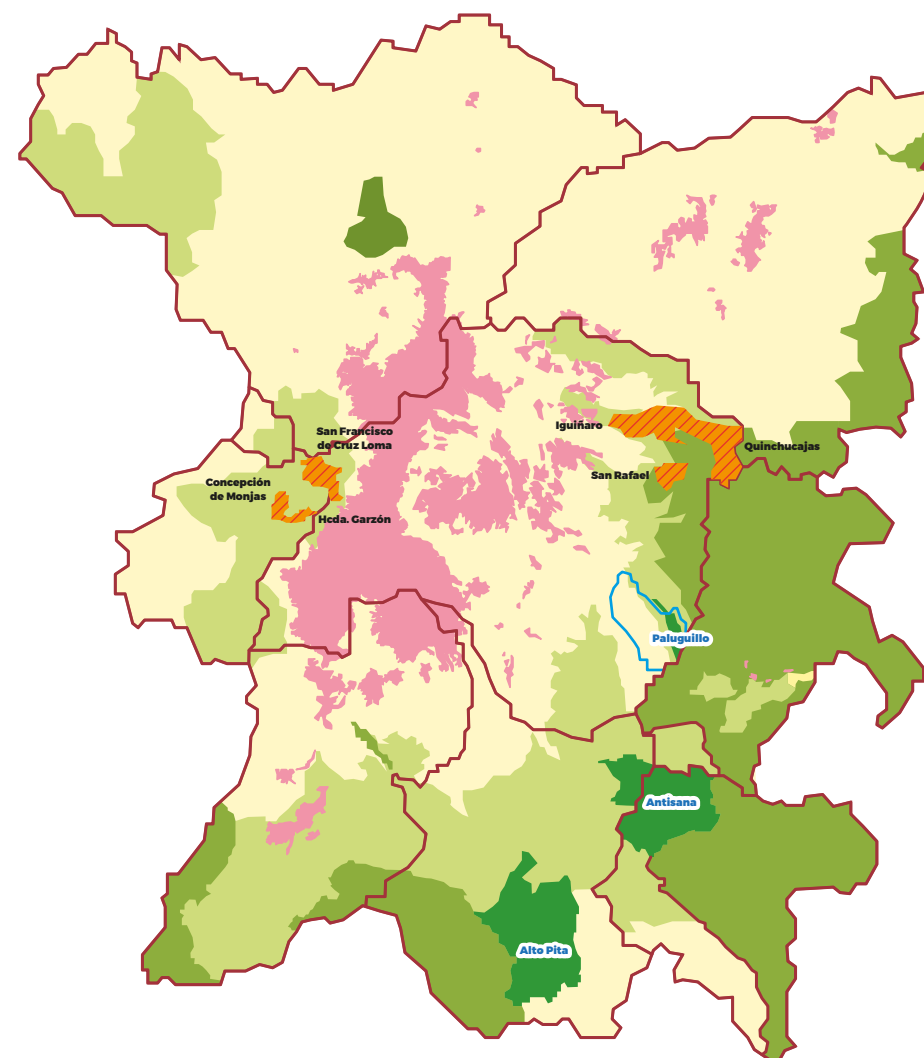 Iguiñaro
San Francisco
de Cruz Loma
Quinchucajas
San Rafael
Concepción
de Monjas
Hcda. Garzón
Paluguillo
Antisana
Alto Pita